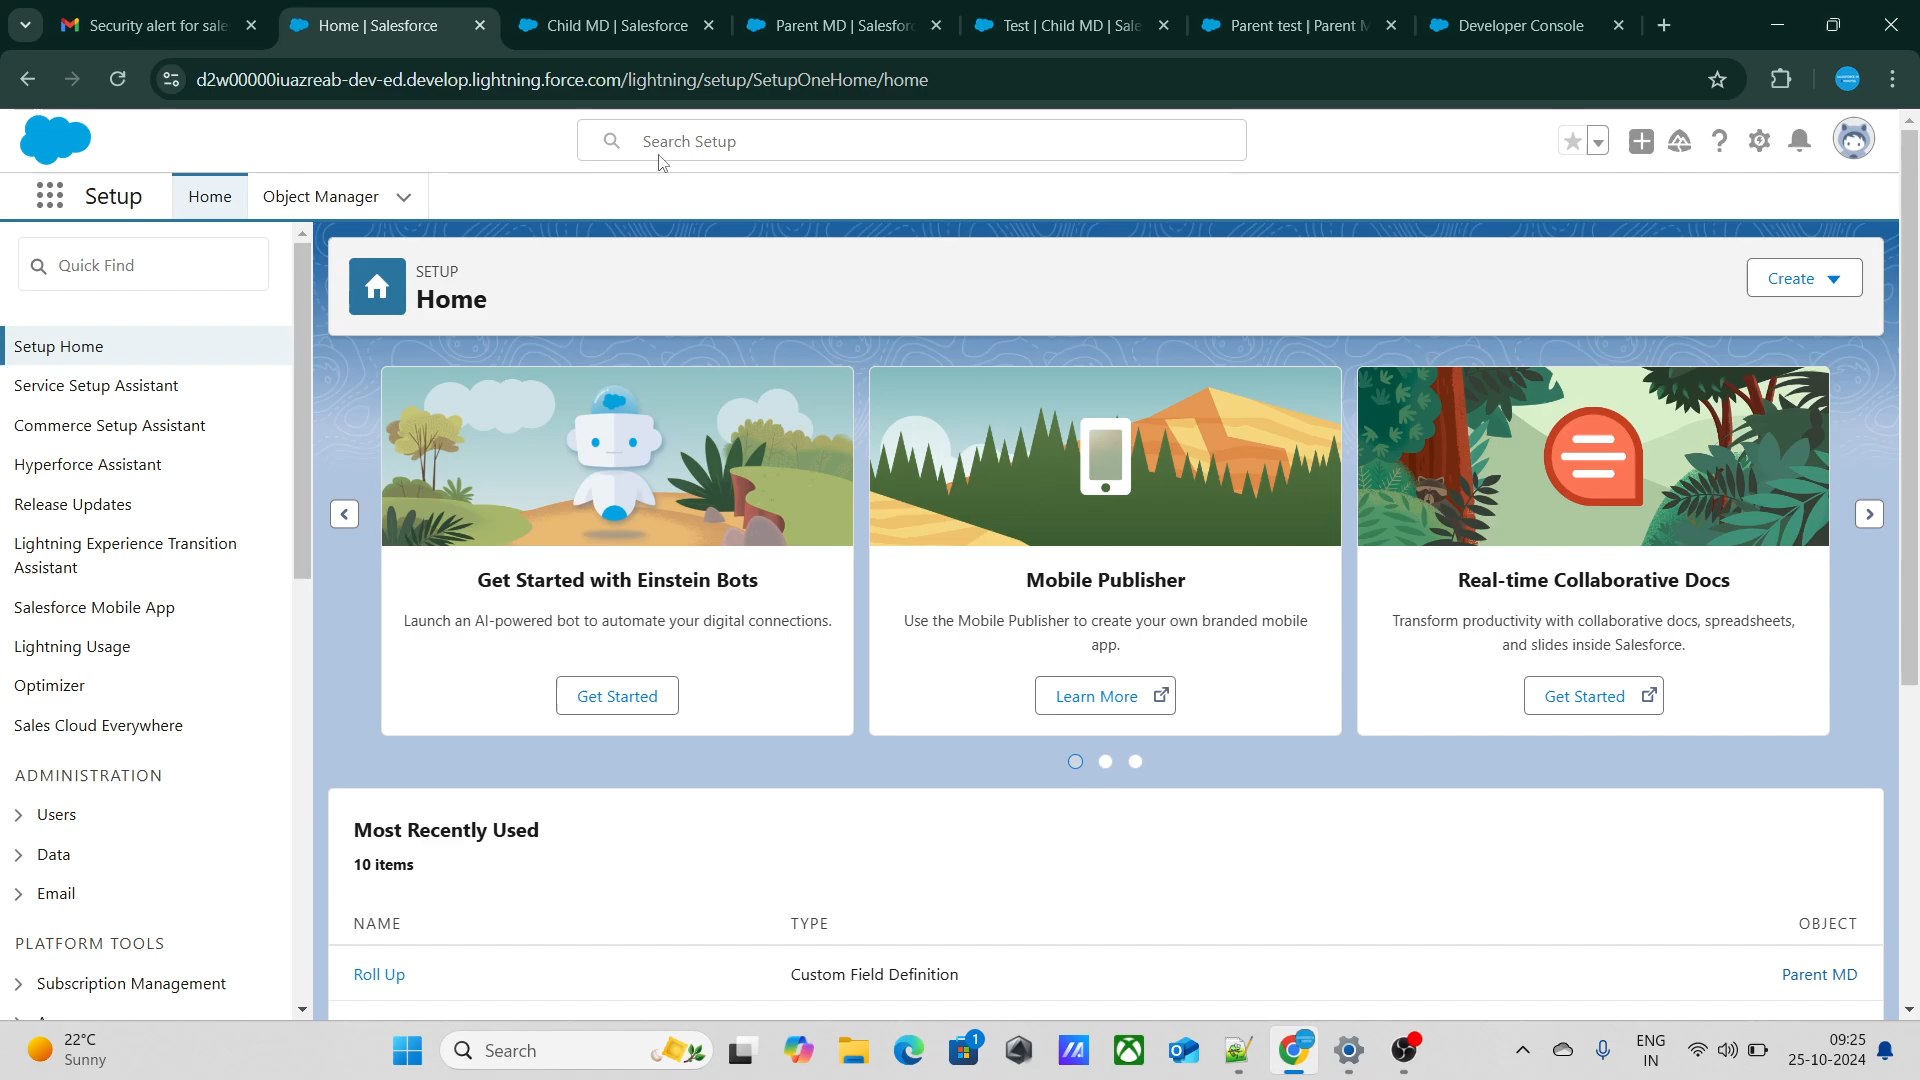 Security alert for sale
Home | Salesforce
Child MD | Salesforce
Parent MD | Salesforc
Test | Child MD | Sale
Parent test | Parent M
Developer Console
d2w00000iuazreab-dev-ed.develop.lightning.force.com/lightning/setup/SetupOneHome/home
Search Setup
Setup
Home
Object Manager
Quick Find
SETUP
Home
Create
Setup Home
Service Setup Assistant
Commerce Setup Assistant
Hyperforce Assistant
Release Updates
Lightning Experience Transition
Assistant
Salesforce Mobile App
Lightning Usage
Optimizer
Sales Cloud Everywhere
ADMINISTRATION
Users
Data
Email
PLATFORM TOOLS
Subscription Management
Get Started with Einstein Bots
Launch an AI-powered bot to automate your digital connections.
Get Started
Mobile Publisher
Use the Mobile Publisher to create your own branded mobile
app.
Learn More
Real-time Collaborative Docs
Transform productivity with collaborative docs, spreadsheets,
and slides inside Salesforce.
Get Started
Most Recently Used
10 items
NAME TYPE OBJECT
Roll Up Custom Field Definition Parent MD
22°C
Sunny
Search
1
ENG
IN
09:25
25-10-2024